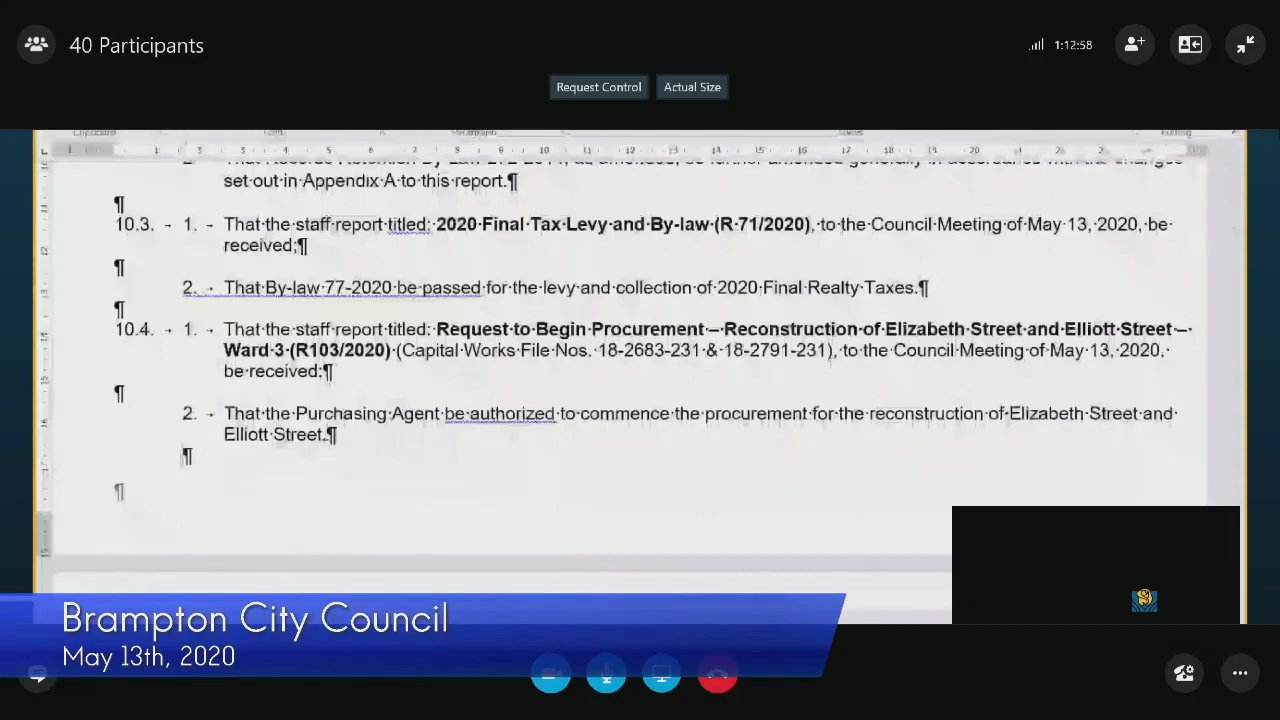 40 Participants
1:12:58
Request Control
Actual Size
set out in Appendix A to this report.¶
¶
10.3. → 1. → That the staff report titled: 2020 Final Tax Levy and By-law (R 71/2020), to the Council Meeting of May 13, 2020, be
received;¶
¶
2. → That By-law 77-2020 be passed for the levy and collection of 2020 Final Realty Taxes.¶
¶
10.4. → 1. → That the staff report titled: Request to Begin Procurement – Reconstruction of Elizabeth Street and Elliott Street –
Ward 3 (R103/2020) (Capital Works File Nos. 18-2683-231 & 18-2791-231), to the Council Meeting of May 13, 2020,
be received;¶
¶
2. → That the Purchasing Agent be authorized to commence the procurement for the reconstruction of Elizabeth Street and
Elliott Street.¶
¶
¶
Brampton City Council
May 13th, 2020